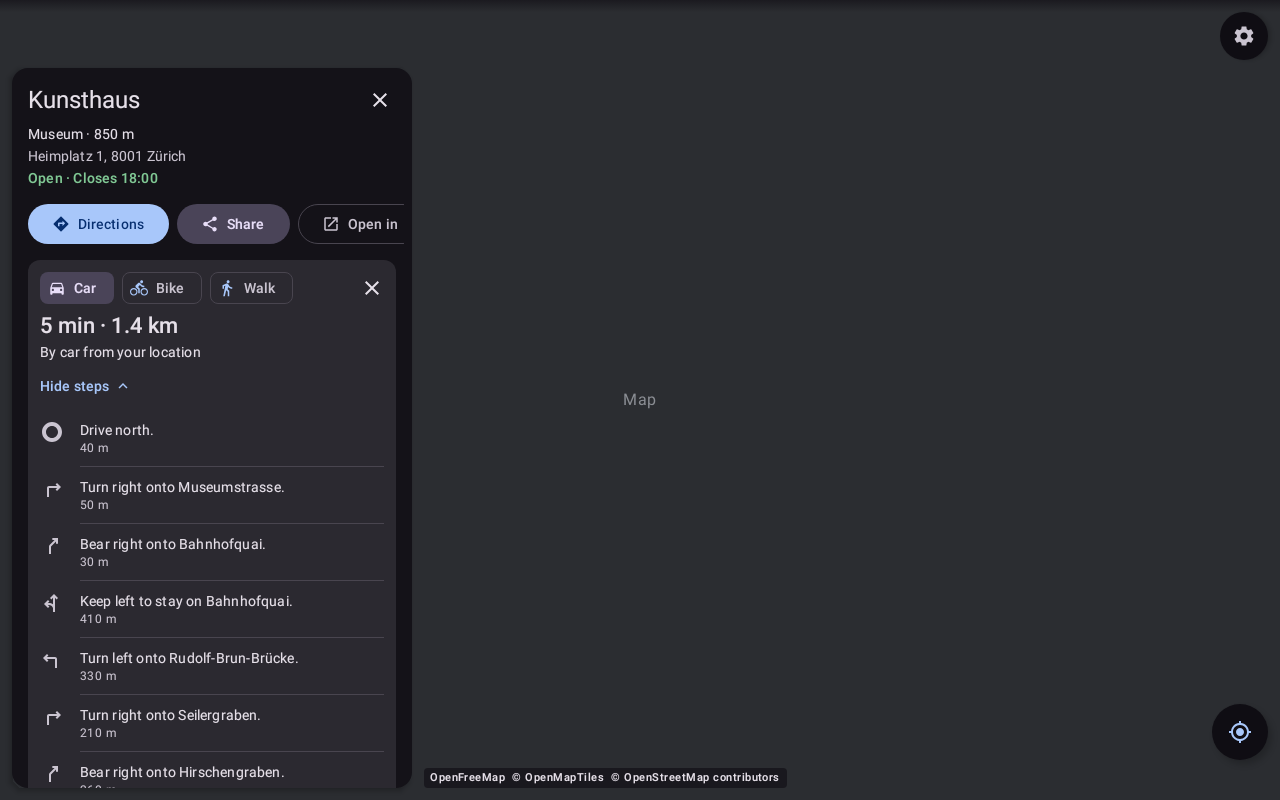 Kunsthaus
Museum · 850 m
Heimplatz 1, 8001 Zürich
Open · Closes 18:00
Directions
Share
Open in
Car
Bike
Walk
5 min · 1.4 km
By car from your location
Hide steps
Drive north.
40 m
Turn right onto Museumstrasse.
50 m
Bear right onto Bahnhofquai.
30 m
Keep left to stay on Bahnhofquai.
410 m
Turn left onto Rudolf-Brun-Brücke.
330 m
Turn right onto Seilergraben.
210 m
Bear right onto Hirschengraben.
Map
OpenFreeMap © OpenMapTiles © OpenStreetMap contributors